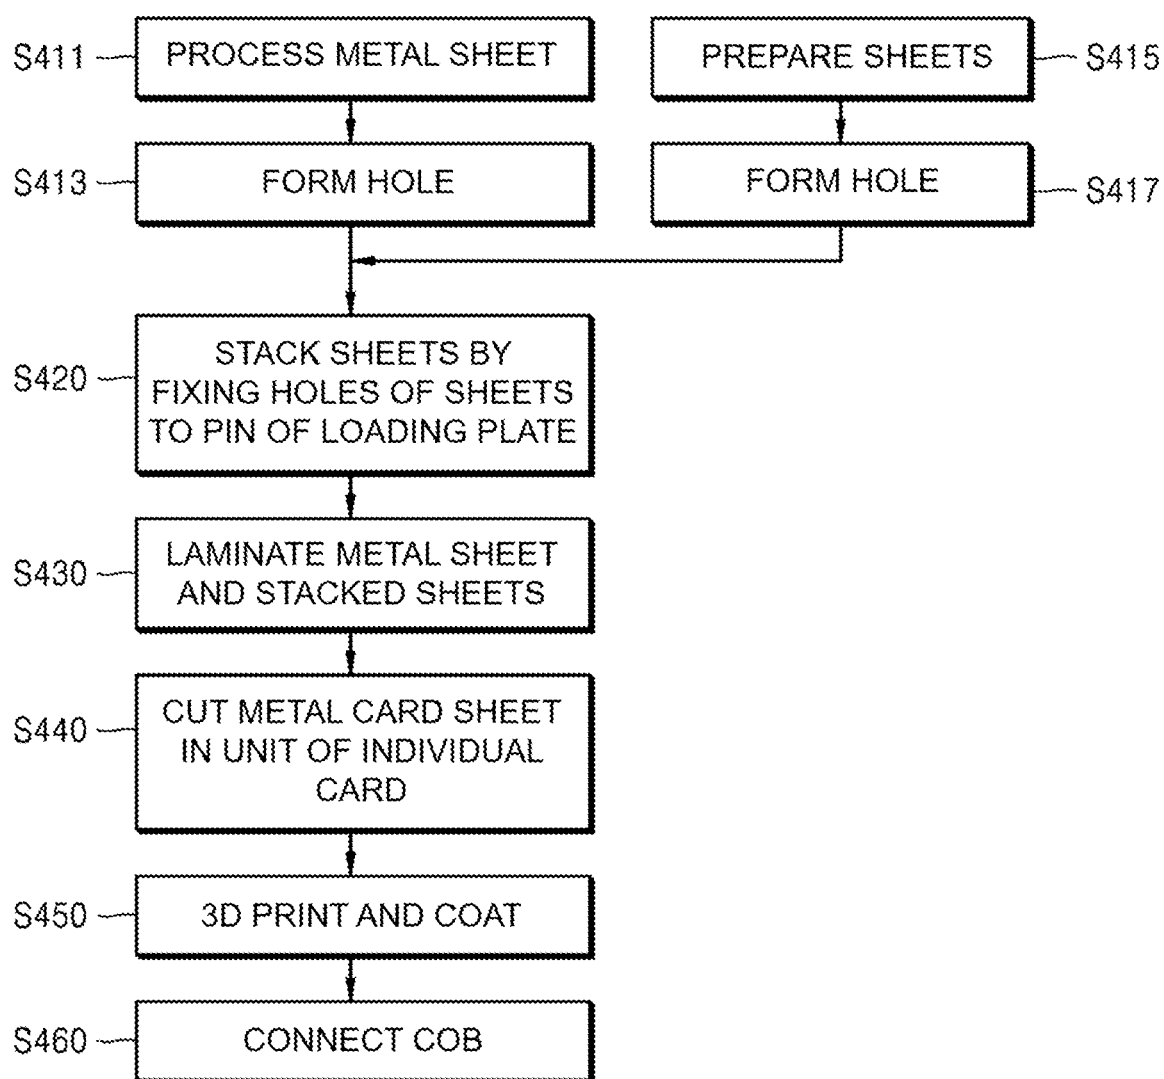 S411
PROCESS METAL SHEET
PREPARE SHEETS
S415
S413
FORM HOLE
FORM HOLE
S417
S420
STACK SHEETS BY
FIXING HOLES OF SHEETS
TO PIN OF LOADING PLATE
S430
LAMINATE METAL SHEET
AND STACKED SHEETS
S440
CUT METAL CARD SHEET
IN UNIT OF INDIVIDUAL
CARD
S450
3D PRINT AND COAT
S460
CONNECT COB